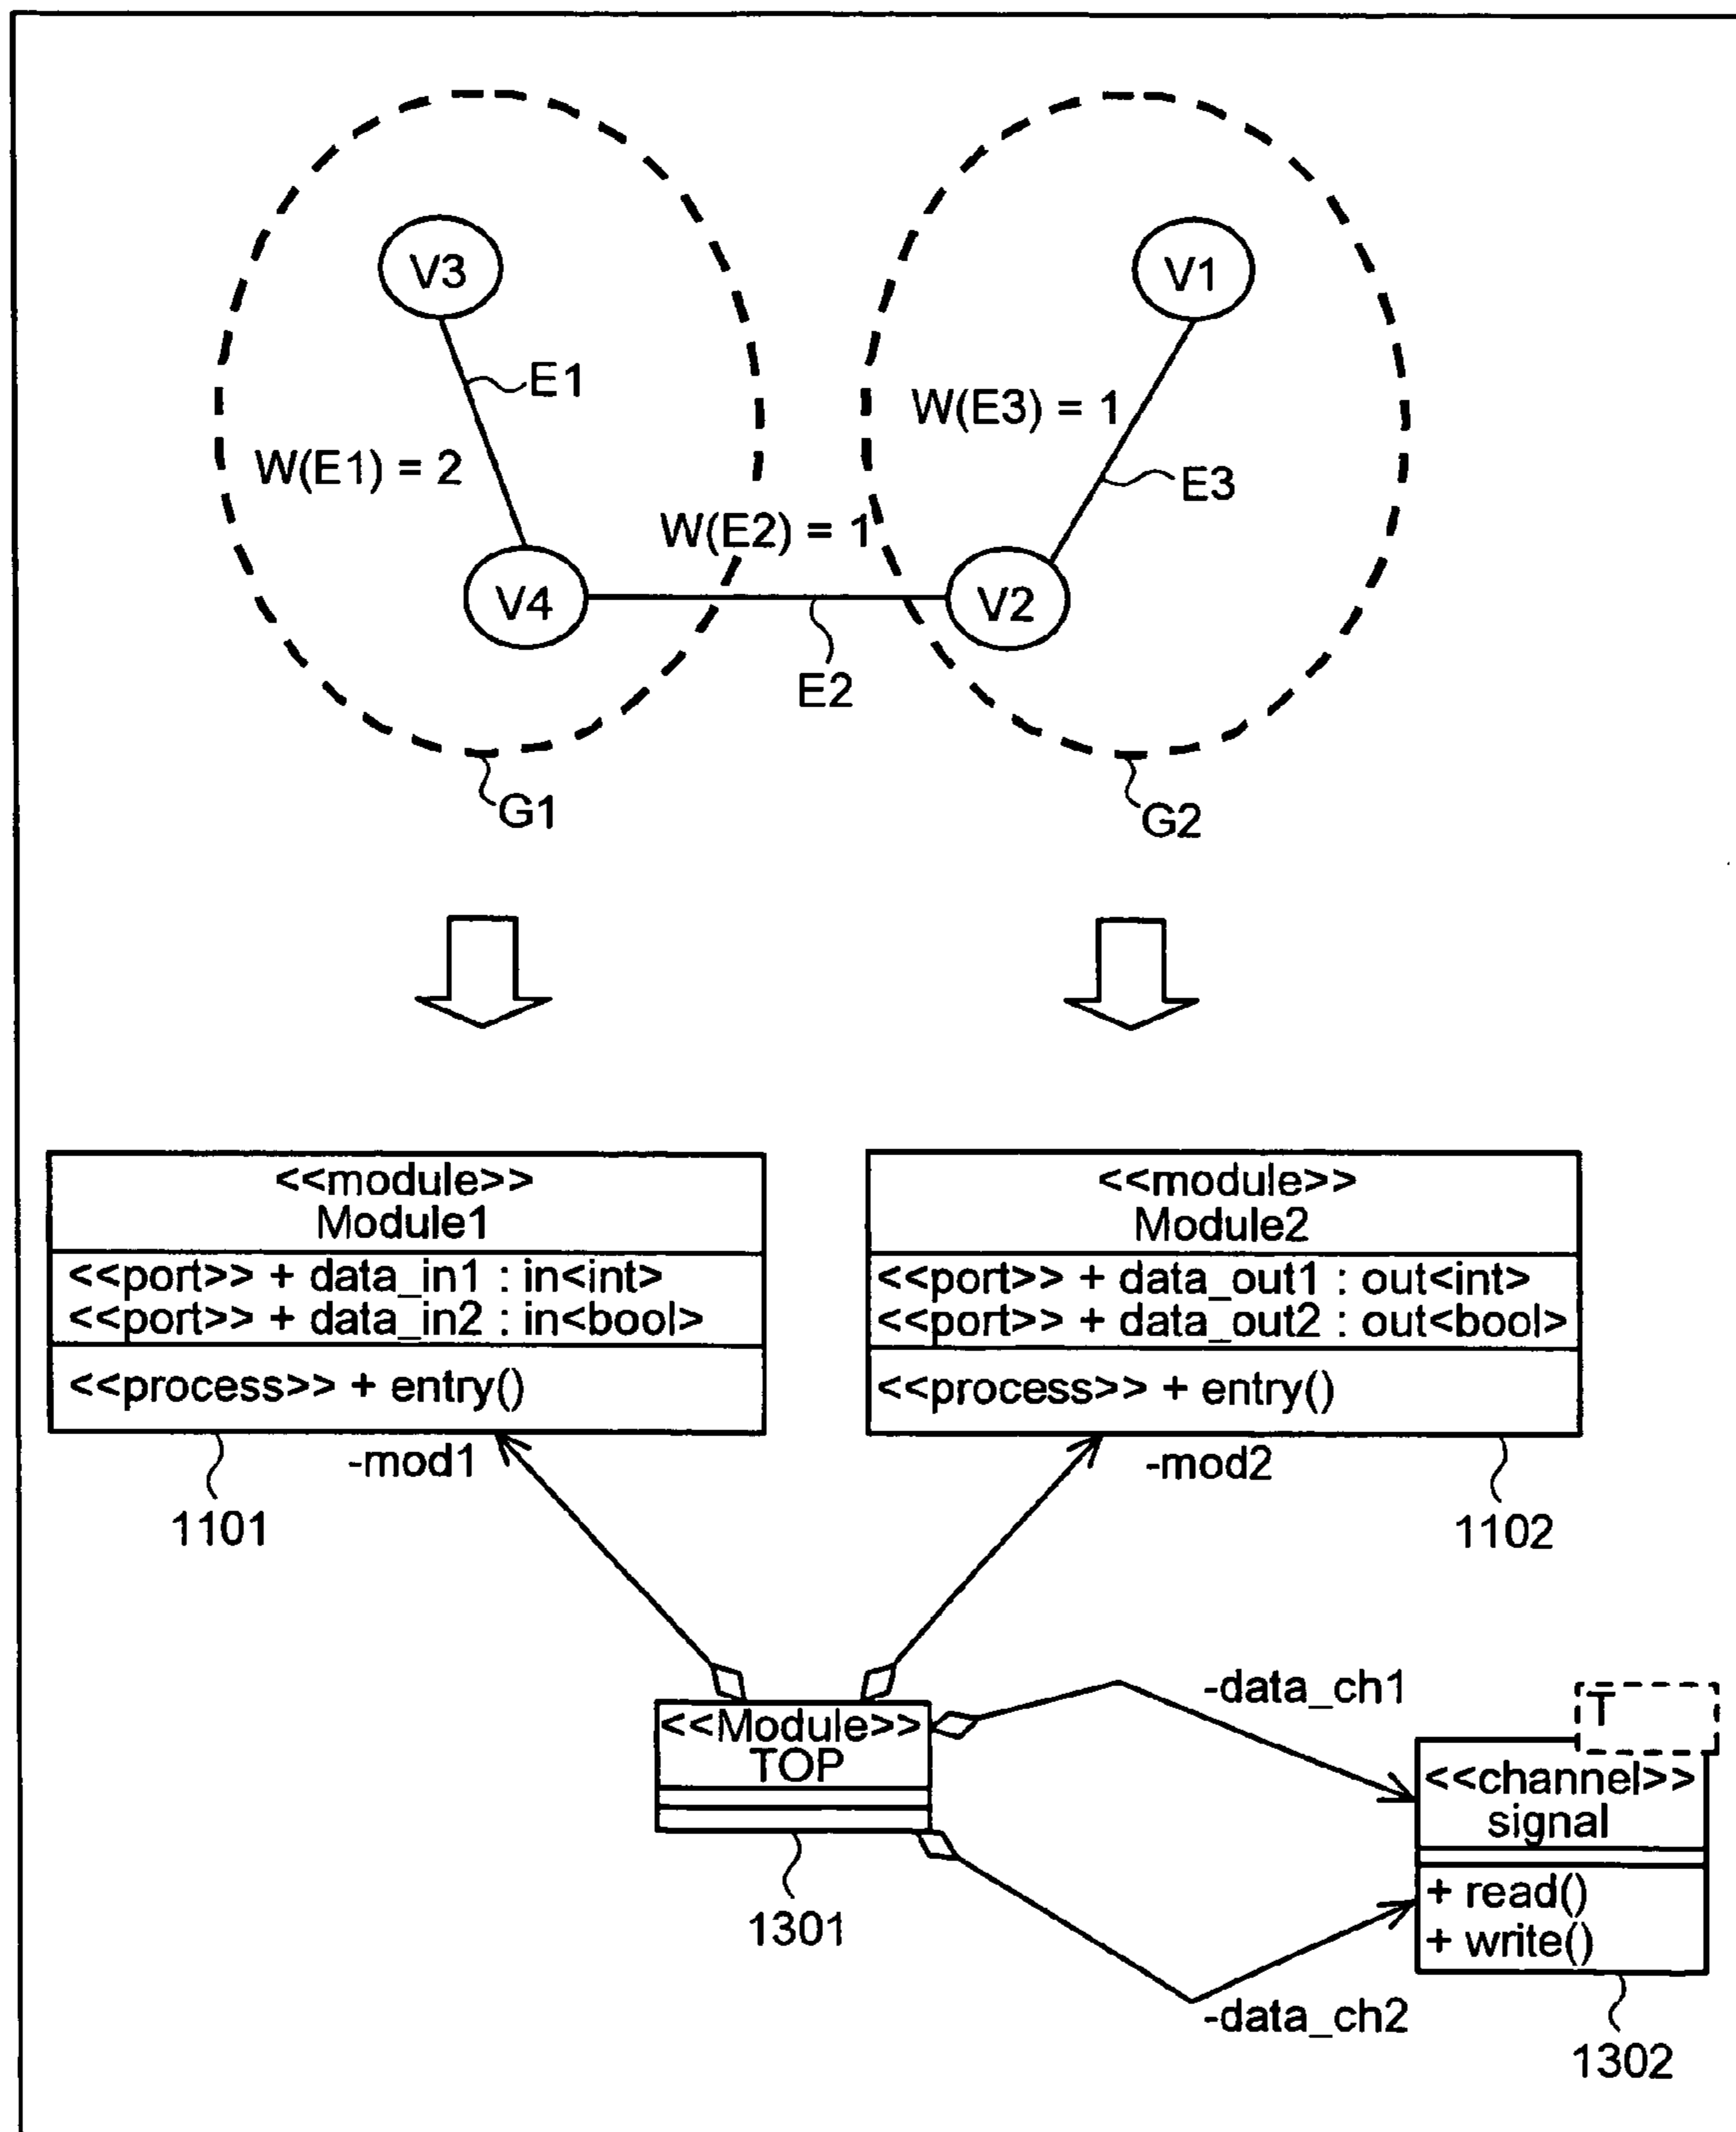 V3
V1
E1
W(E3) = 1
W(E1) = 2
E3
W(E2) = 1
V4
V2
E2
G1
G2
<<module>>
Module1
<<port>> + data_in1 : in<int>
<<port>> + data_in2 : in<bool>
<<process>> + entry()
<<module>>
Module2
<<port>> + data_out1 : out<int>
<<port>> + data_out2 : out<bool>
<<process>> + entry()
-mod1
-mod2
1101
1102
<<Module>>
TOP
1301
-data_ch1
T
<<channel>>
signal
+ read()
+ write()
-data_ch2
1302